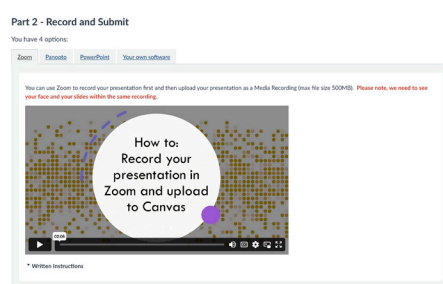 Part 2 - Record and Submit
You have 4 options:
Zoom Panopto PowerPoint Your own software
You can use Zoom to record your presentation first and then upload your presentation as a Media Recording (max file size 500MB). Please note, we need to see
your face and your slides within the same recording.
How to:
Record your
presentation in
Zoom and upload
to Canvas
02:06
CC
* Written Instructions